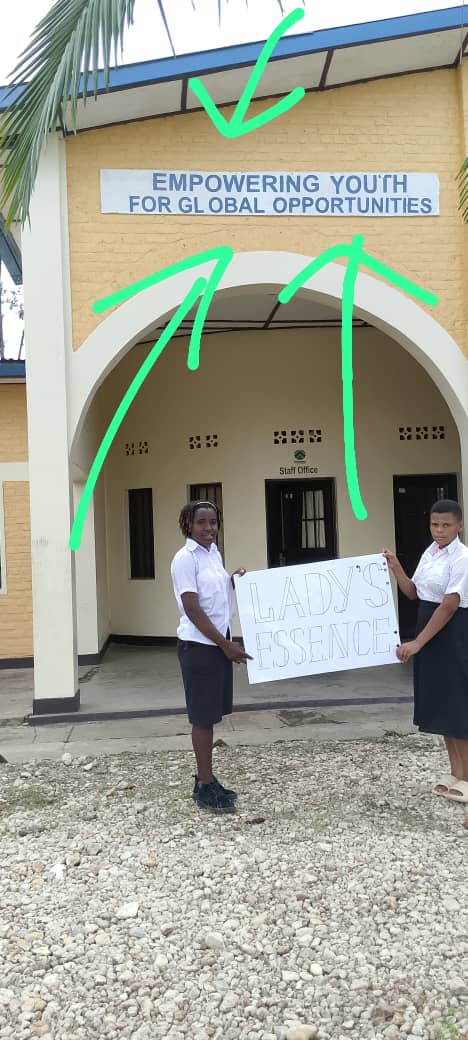 EMPOWERING YOUTH
FOR GLOBAL OPPORTUNITIES
Staff Office
LADY'S
ESSENCE